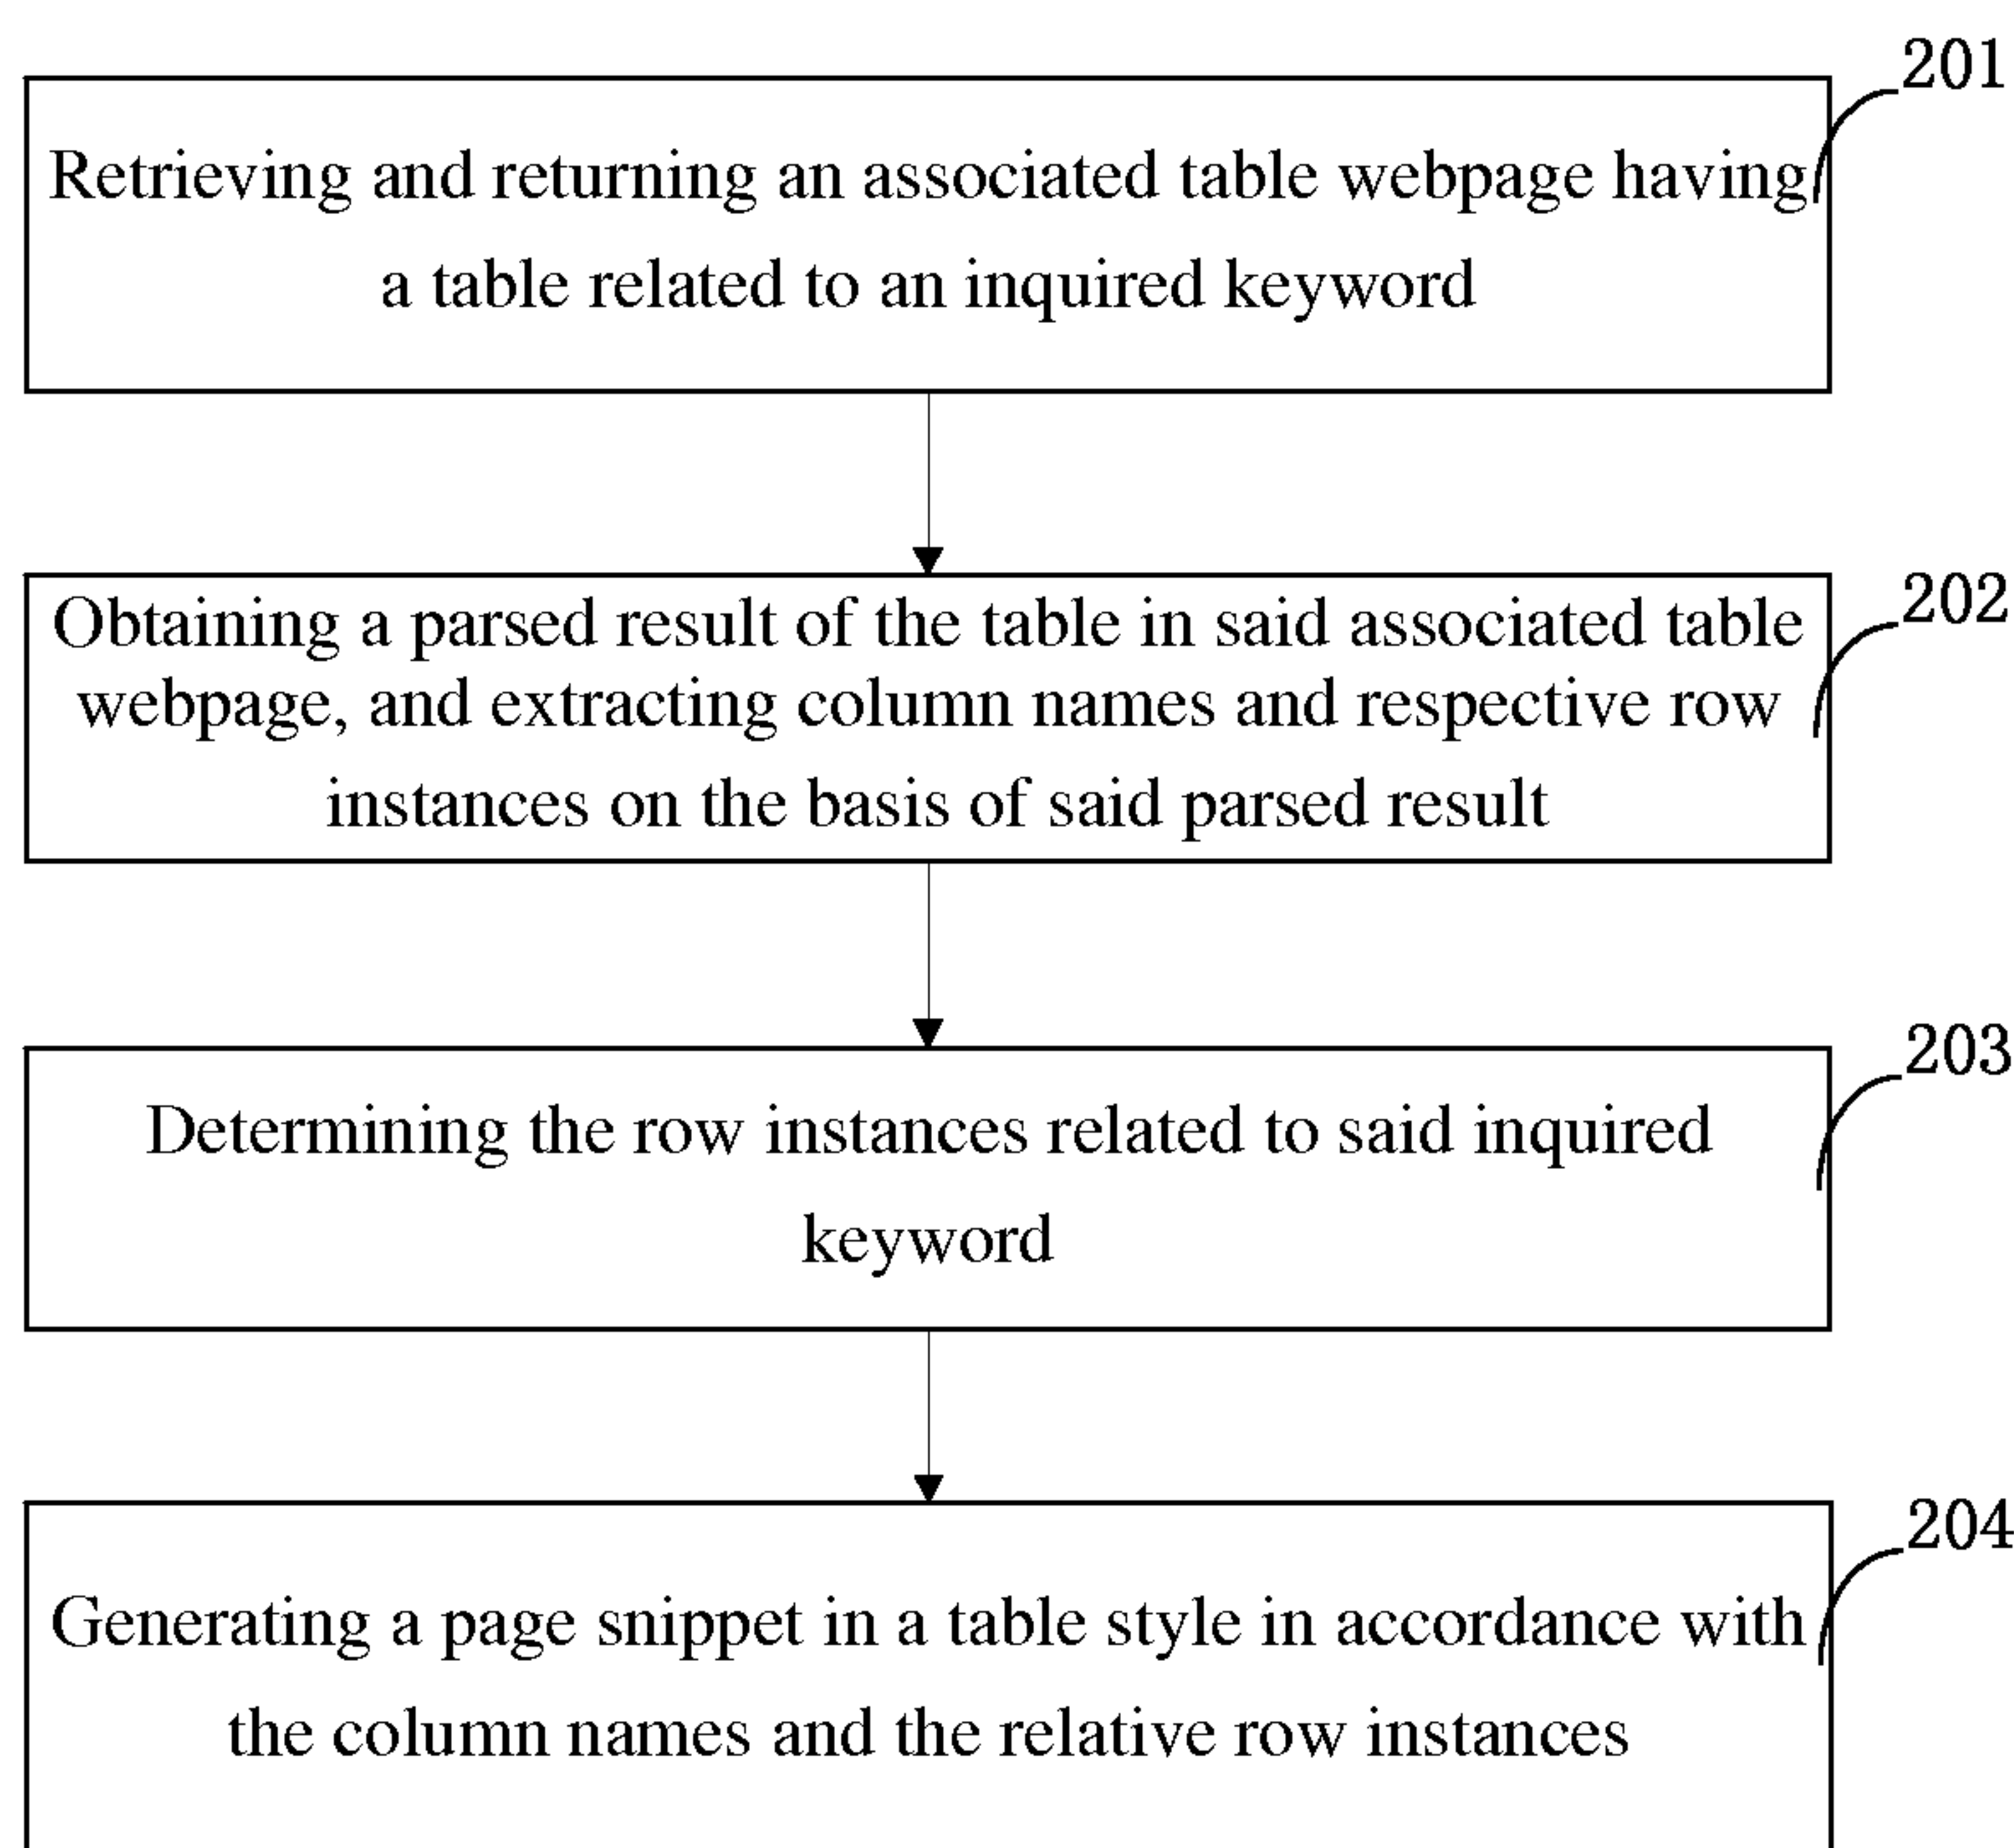 201
Retrieving and returning an associated table webpage having
a table related to an inquired keyword
202
Obtaining a parsed result of the table in said associated table
webpage, and extracting column names and respective row
instances on the basis of said parsed result
203
Determining the row instances related to said inquired
keyword
204
Generating a page snippet in a table style in accordance with
the column names and the relative row instances